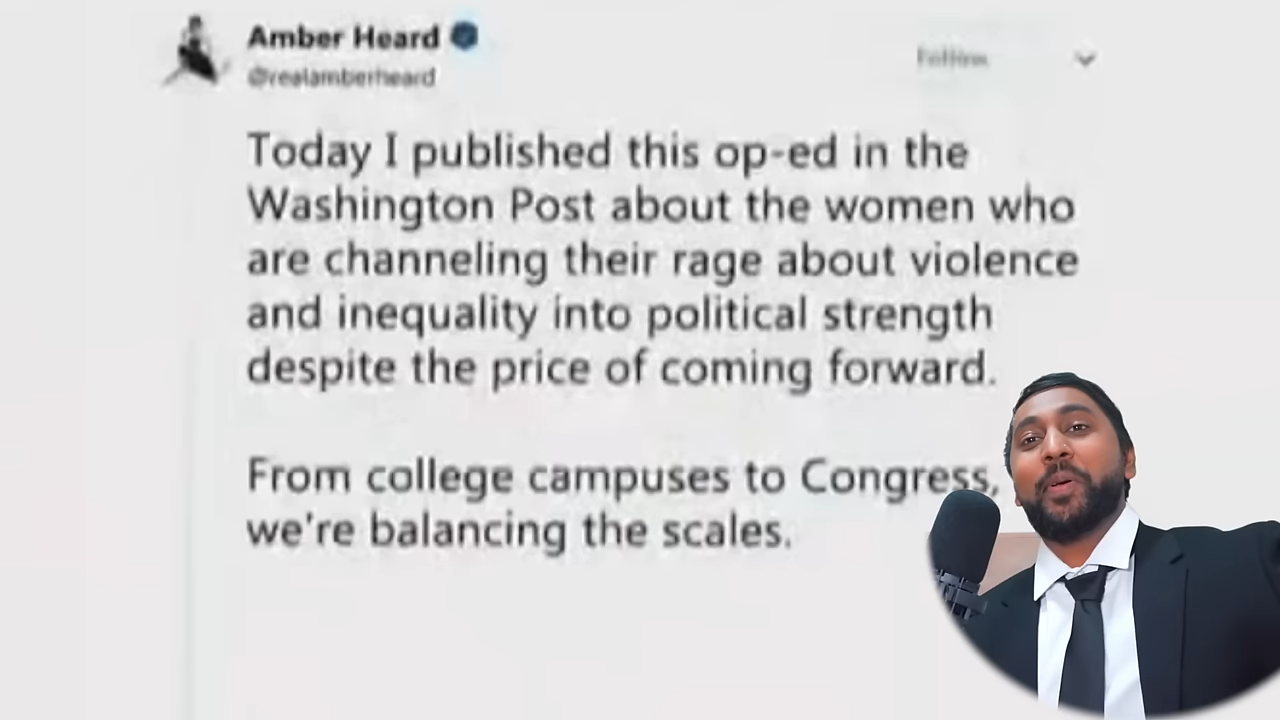 Amber Heard
@realamberheard
Follow
Today I published this op-ed in the
Washington Post about the women who
are channeling their rage about violence
and inequality into political strength
despite the price of coming forward.
From college campuses to Congress,
we're balancing the scales.